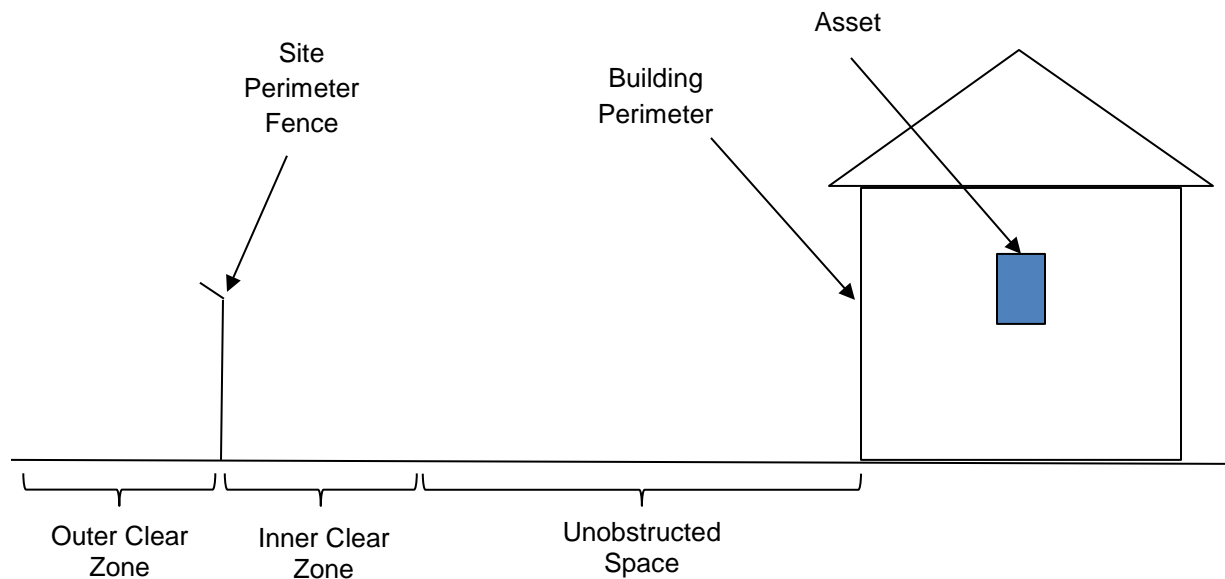 Asset
Site
Perimeter
Fence
Building
Perimeter
Outer Clear
Zone
Inner Clear
Zone
Unobstructed
Space